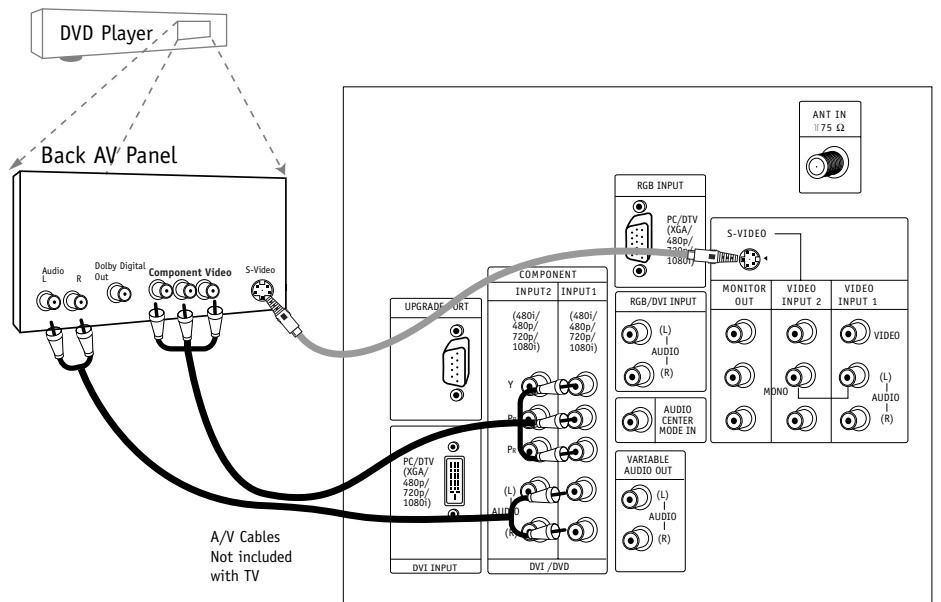 DVD Player
Back AV Panel
Audio
L R
Dolby Digital
Out
Component Video
S-Video
A/V Cables
Not included
with TV
UPGRADE PORT
PC/DTV
(XGA/
480p/
720p/
1080i)
DVI INPUT
COMPONENT
INPUT2 INPUT1
(480i/
480p/
720p/
1080i)
(480i/
480p/
720p/
1080i)
Y
PR
(L)
AUDIO
(R)
DVI /DVD
RGB INPUT
PC/DTV
(XGA/
480p/
720p/
1080i)
RGB/DVI INPUT
(L)
AUDIO
(R)
AUDIO
CENTER
MODE IN
VARIABLE
AUDIO OUT
(L)
AUDIO
(R)
ANT IN
75 Ω
S-VIDEO
MONITOR
OUT
VIDEO
INPUT 2
VIDEO
INPUT 1
VIDEO
MONO
(L)
AUDIO
(R)